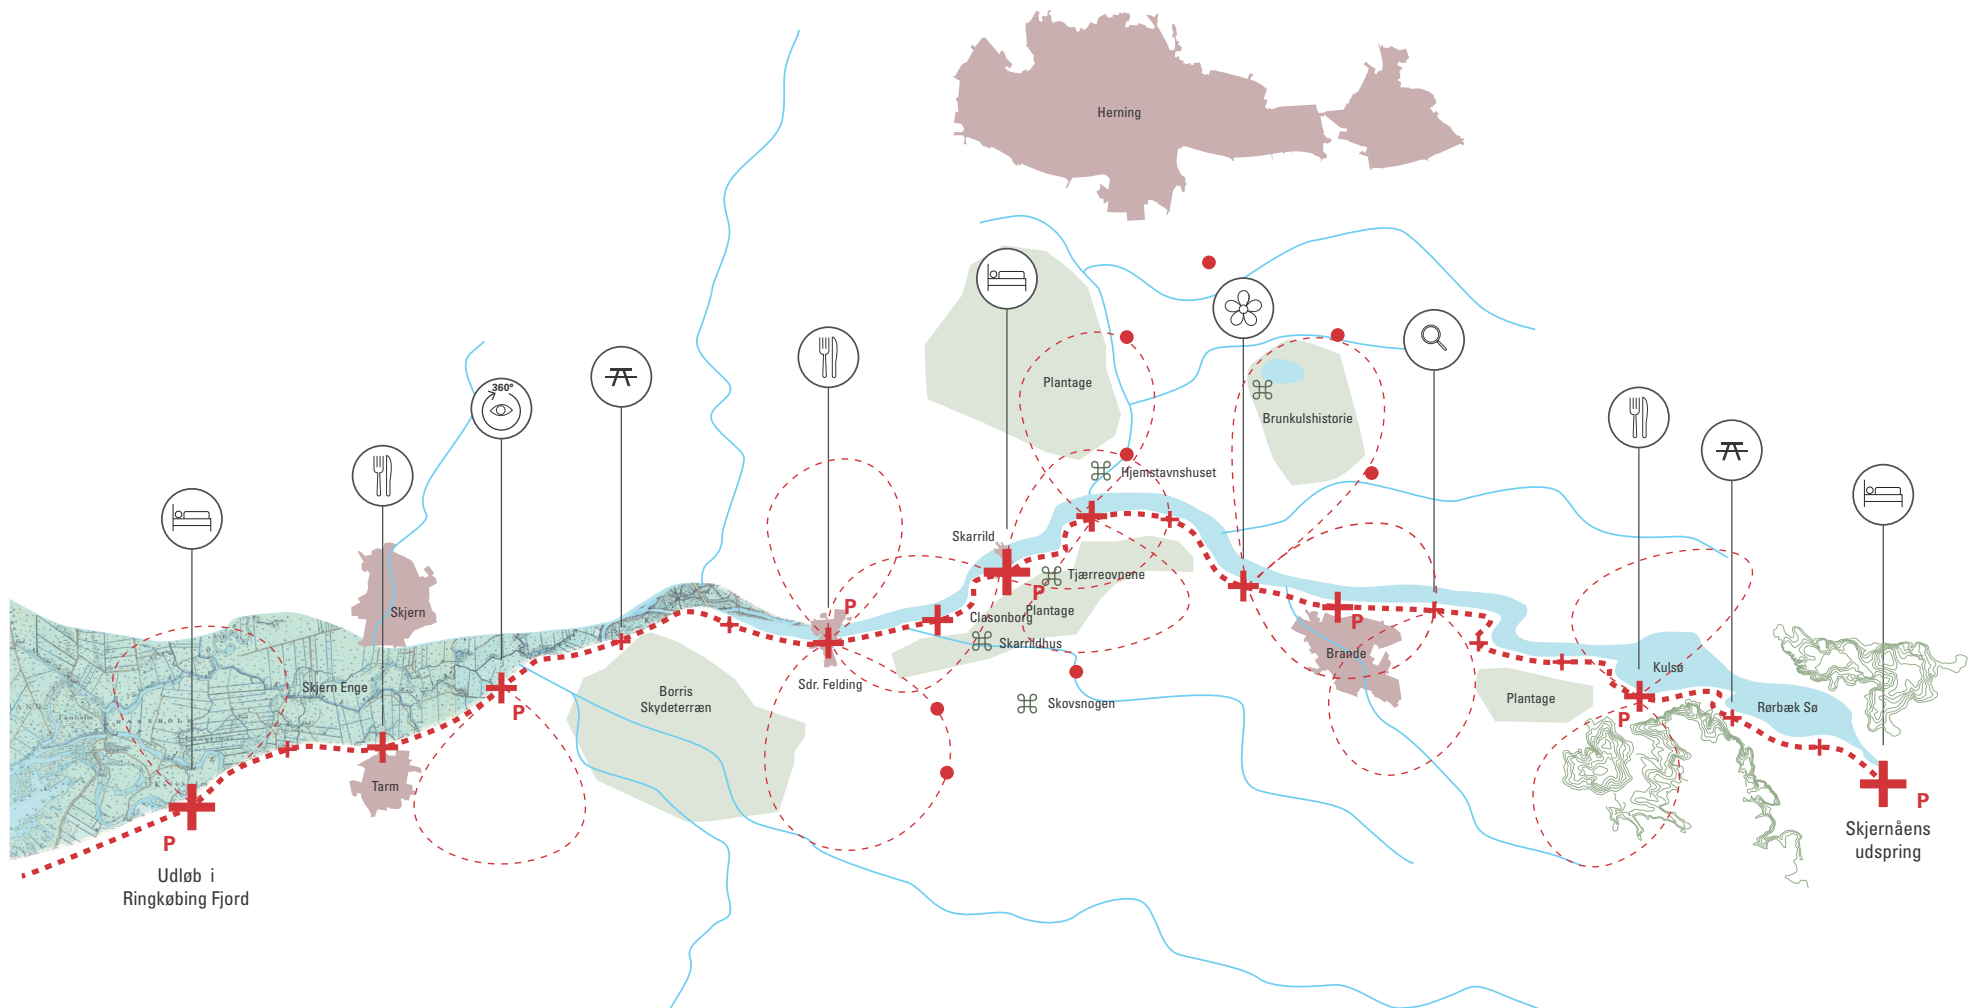 Herning
360°
Plantage
Brunkulshistorie
Hjemstavnshuset
Skarrild
Tjærreovnene
P
Plantage
P
Clasonborg
Skjern
Skarrildhus
P
Brande
Sdr. Felding
Kulsø
Skjern Enge
Borris
Skydeterræn
Plantage
Skovsnogen
Rørbæk Sø
P
P
Tarm
P
Skjernåens
udspring
P
Udløb i
Ringkøbing Fjord